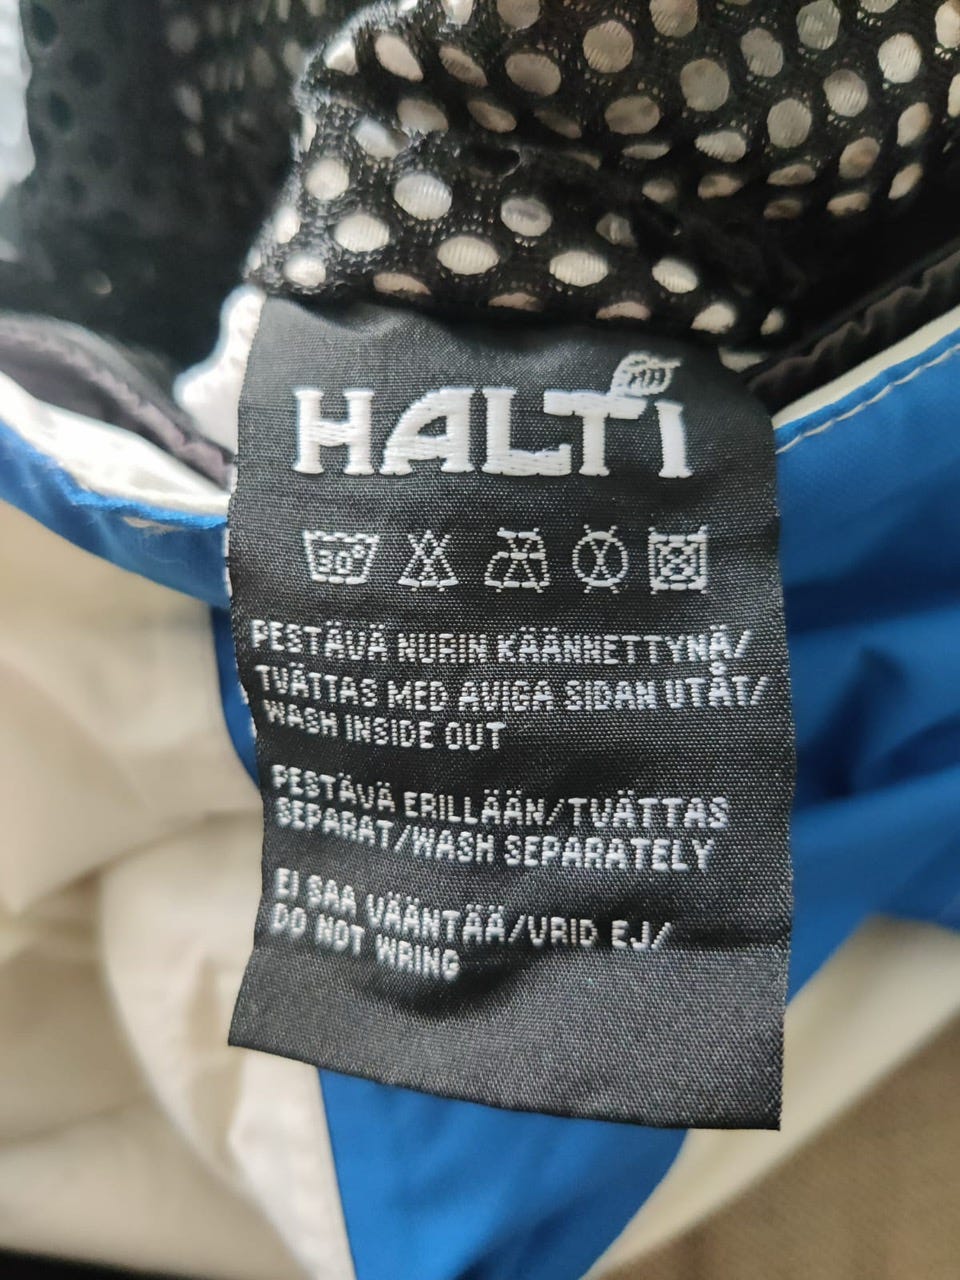 HALTI
30°
PESTÄVÄ NURIN KÄÄNNETTYNÄ/
TVÄTTAS MED AVIGA SIDAN UTÅT/
WASH INSIDE OUT
PESTÄVÄ ERILLÄÄN/TVÄTTAS
SEPARAT/WASH SEPARATELY
EI SAA VÄÄNTÄÄ/VRID EJ/
DO NOT WRING